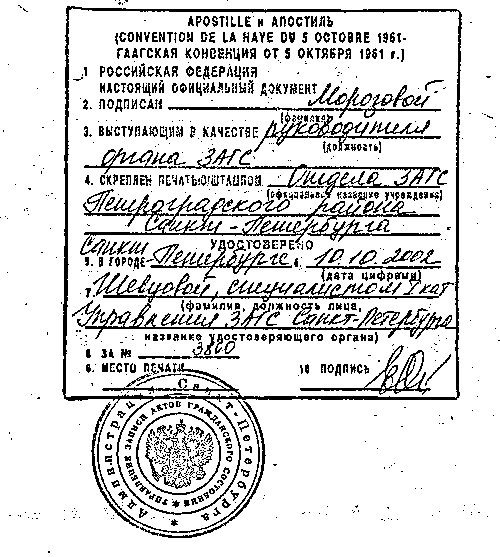 APOSTILLE и АПОСТИЛЬ
(CONVENTION DE LA HAYE DU 5 OCTOBRE 1961-
ГААГСКАЯ КОНВЕНЦИЯ ОТ 5 ОКТЯБРЯ 1961 г.)
1 РОССИЙСКАЯ ФЕДЕРАЦИЯ
НАСТОЯЩИЙ ОФИЦИАЛЬНЫЙ ДОКУМЕНТ
2. ПОДПИСАН Морозовой
(фамилия)
3. ВЫСТУПАЮЩИМ В КАЧЕСТВЕ руководителя
(должность)
органа ЗАГС
4. СКРЕПЛЕН ПЕЧАТЬЮ/ШТАМПОМ Отдела ЗАГС
(официальное название учреждения)
Петроградского района
Санкт-Петербурга
УДОСТОВЕРЕНО
Санкт
5. В ГОРОДЕ Петербурге 6. 10.10.2002
(дата цифрами)
7. Шевцовой, специалистом I кат
(фамилия, должность лица,
Управления ЗАГС Санкт-Петербурга
название удостоверяющего органа)
8 ЗА № 3860
9. МЕСТО ПЕЧАТИ 10 ПОДПИСЬ
Администрация Санкт-Петербурга
УПРАВЛЕНИЕ ЗАПИСИ АКТОВ ГРАЖДАНСКОГО СОСТОЯНИЯ